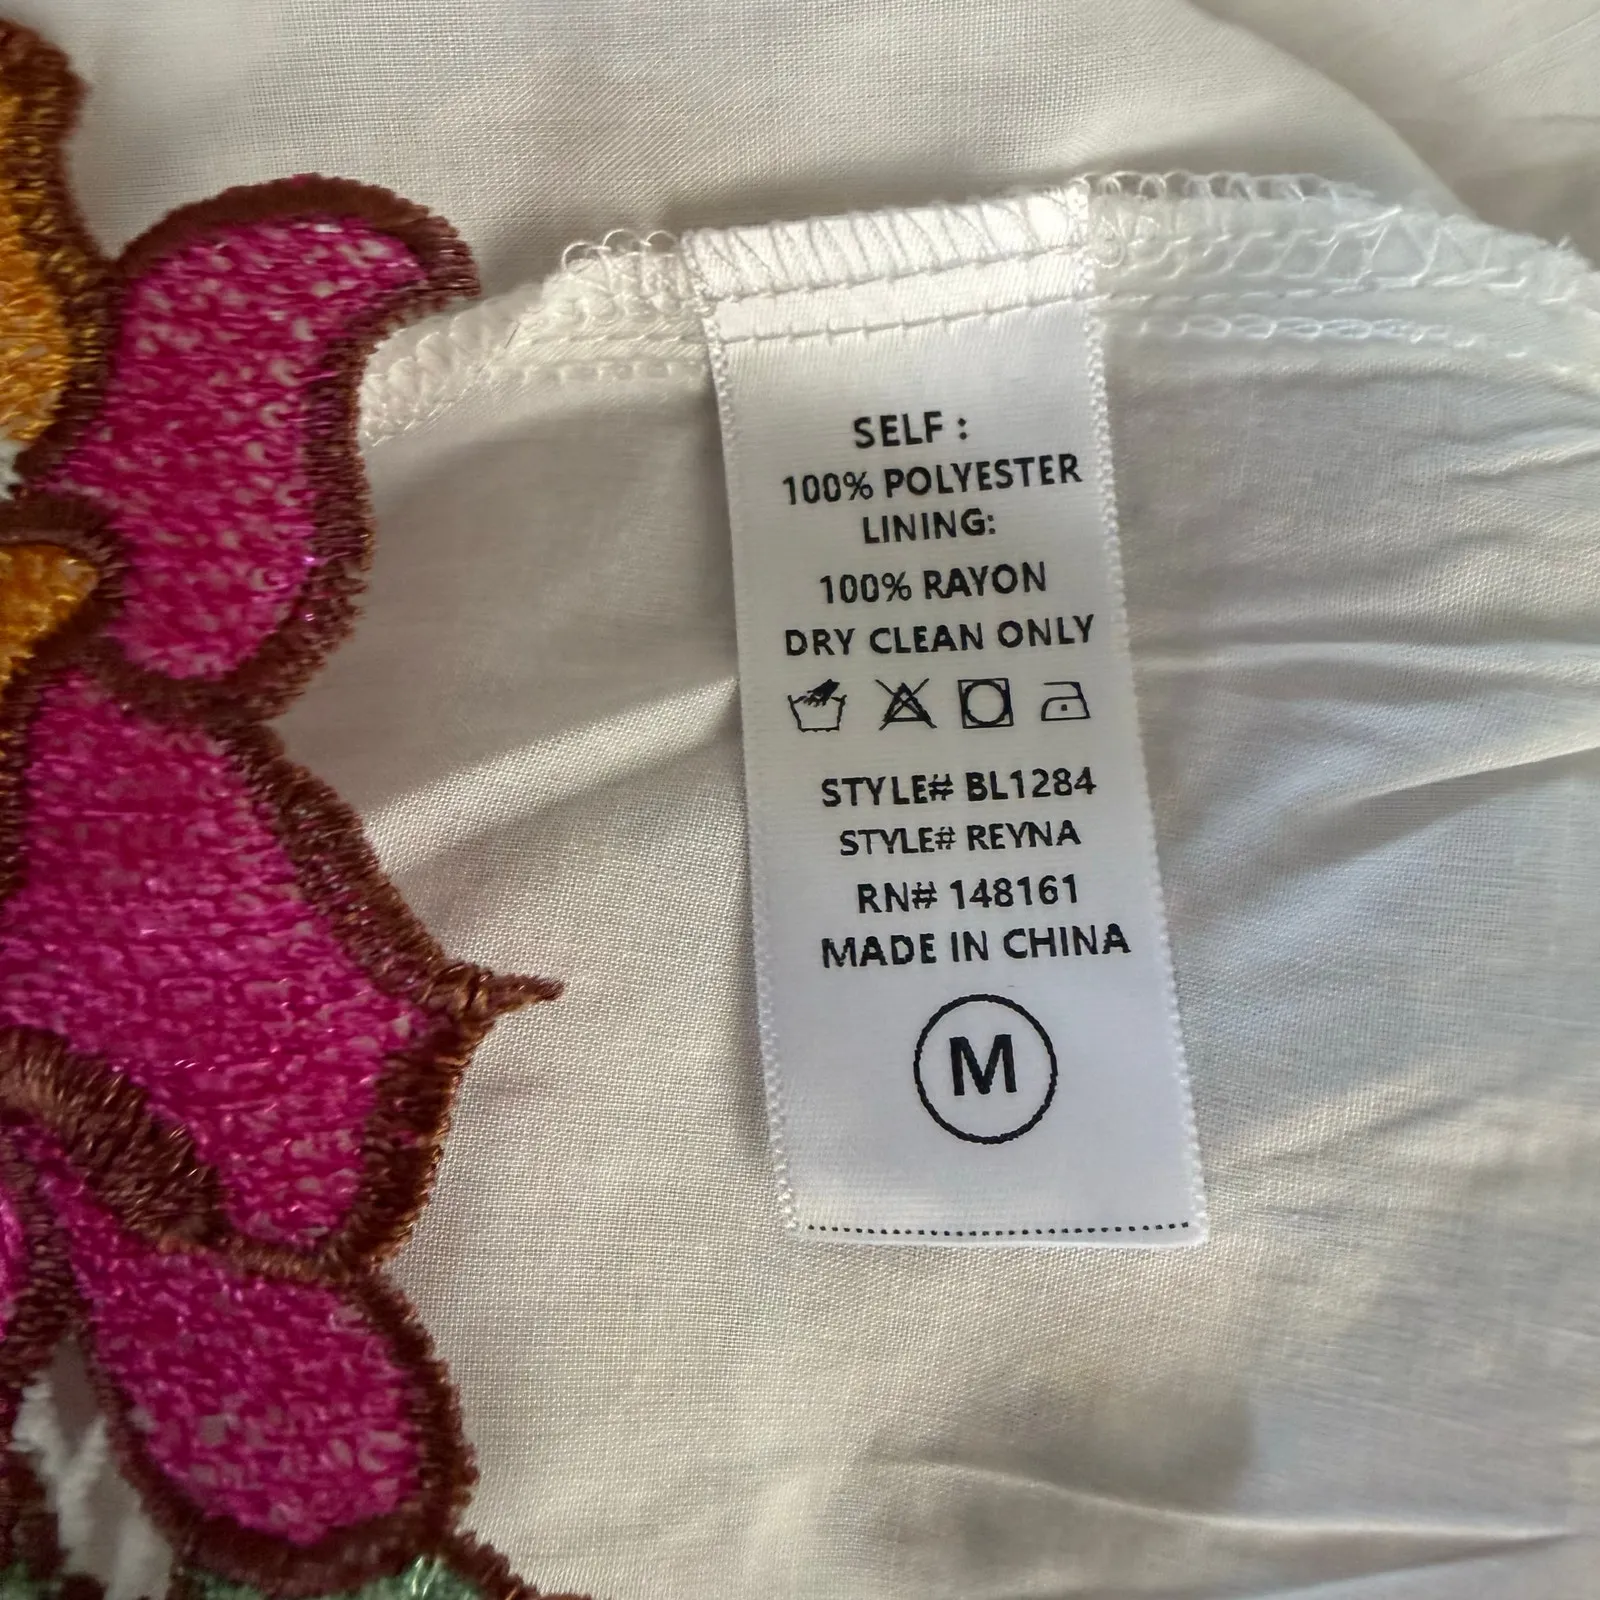 SELF :
100% POLYESTER
LINING:
100% RAYON
DRY CLEAN ONLY
STYLE# BL1284
STYLE# REYNA
RN# 148161
MADE IN CHINA
M